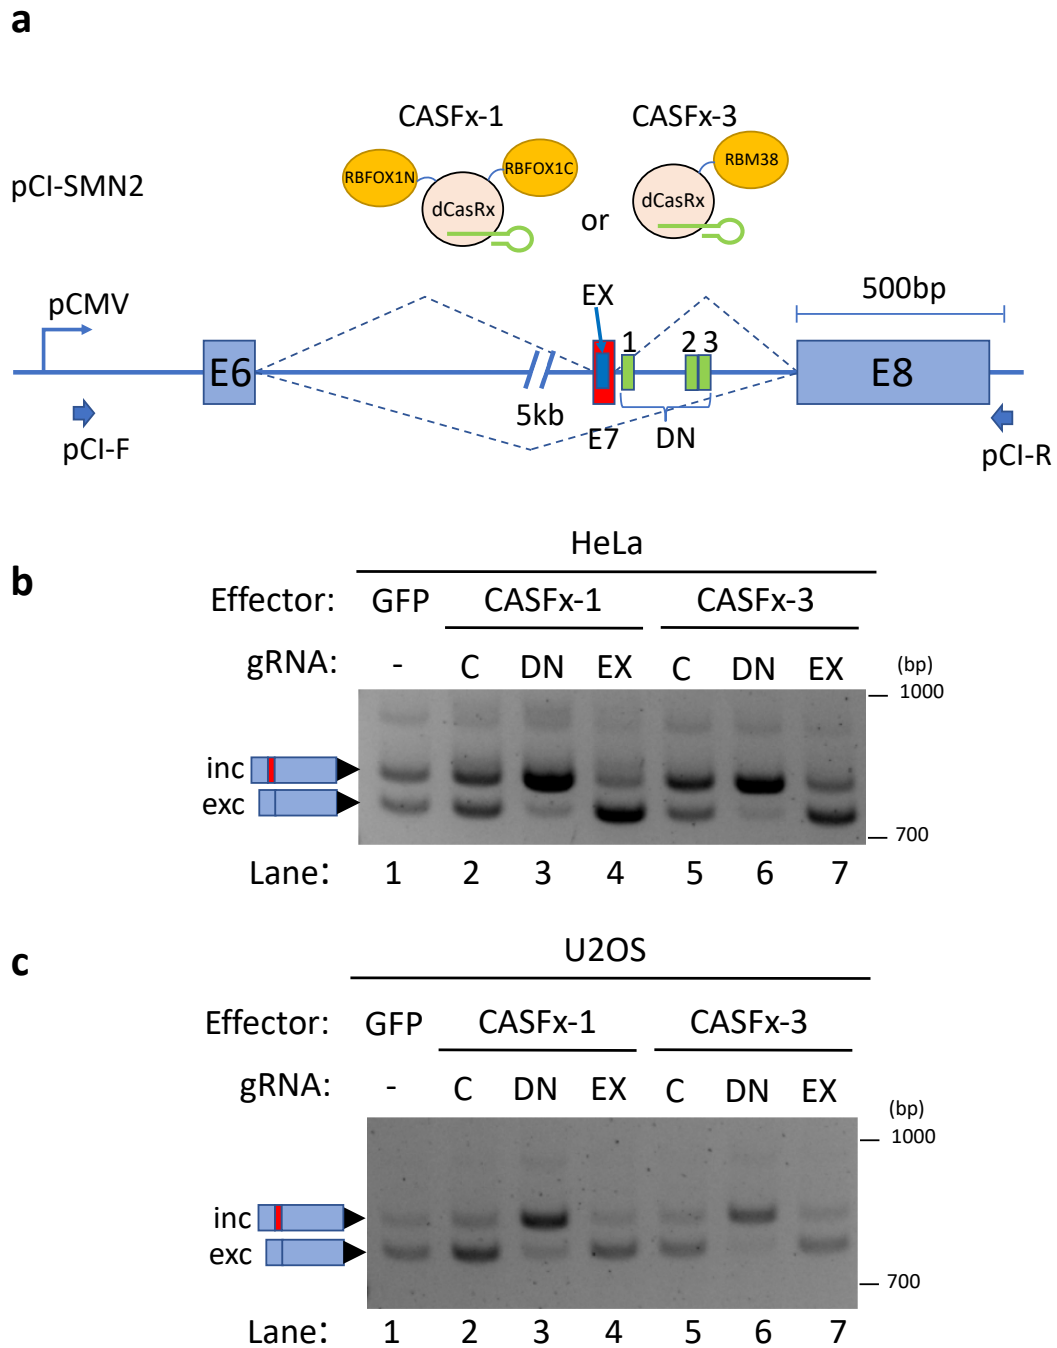 a
CASFx-1 CASFx-3
pCI-SMN2
RBFOX1N RBFOX1C RBM38
dCasRx or dCasRx
pCMV EX 500bp
1 2 3
E6 E8
5kb E7 DN
pCI-F pCI-R
HeLa
b
Effector: GFP CASFx-1 CASFx-3
gRNA: - C DN EX C DN EX (bp)
1000
inc
exc
700
Lane: 1 2 3 4 5 6 7
U2OS
c
Effector: GFP CASFx-1 CASFx-3
gRNA: - C DN EX C DN EX (bp)
1000
inc
exc
700
Lane: 1 2 3 4 5 6 7